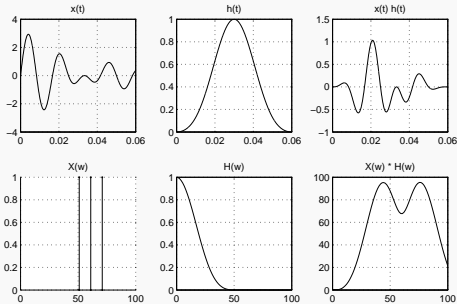 x(t) h(t) x(t) h(t)
4 1 1.5
2 0.8 1
0 0.6 0.5
−2 0.4 0
−4 0.2 −0.5
0 −1
0 0.02 0.04 0.06 0 0.02 0.04 0.06 0 0.02 0.04 0.06
X(w) H(w) X(w) * H(w)
1 1 100
0.8 0.8 80
0.6 0.6 60
0.4 0.4 40
0.2 0.2 20
0 0 0
0 50 100 0 50 100 0 50 100